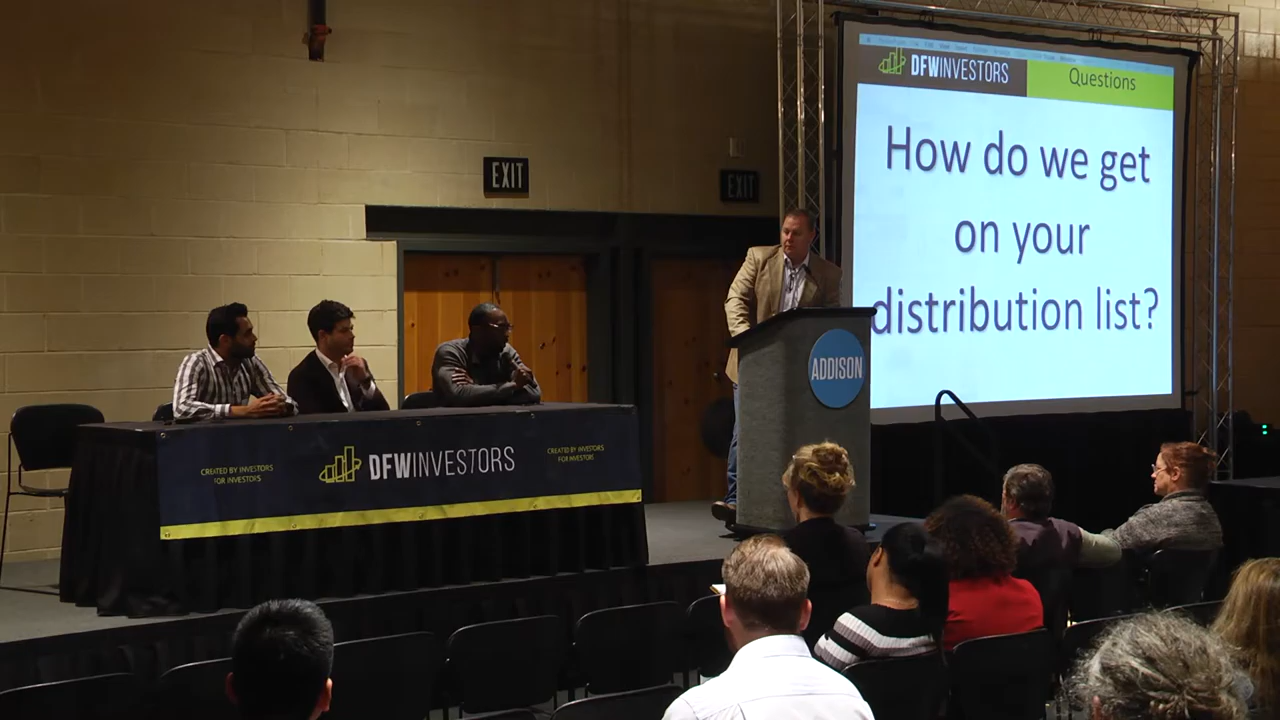 DFWINVESTORS
Questions
How do we get
on your
distribution list?
EXIT
EXIT
ADDISON
CREATED BY INVESTORS
FOR INVESTORS
DFWINVESTORS
CREATED BY INVESTORS
FOR INVESTORS